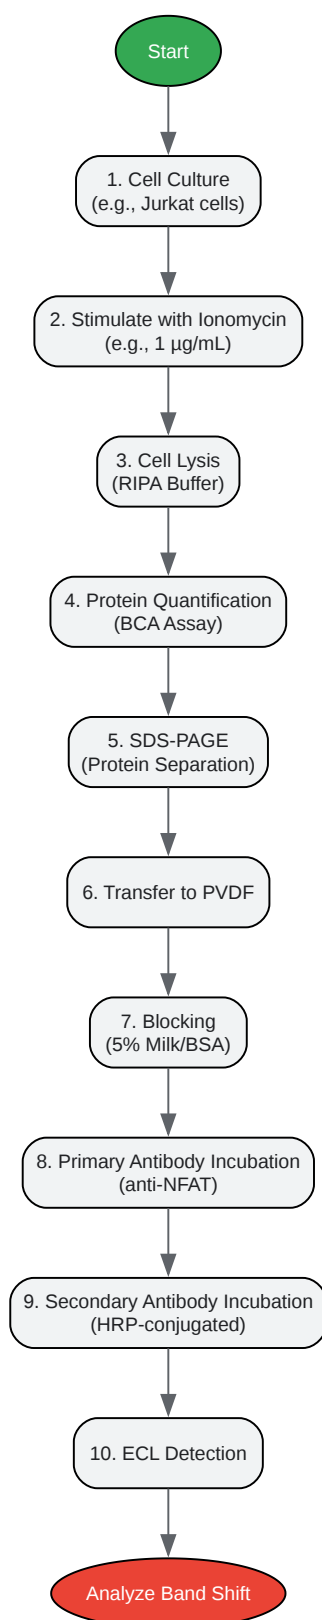 Start
1. Cell Culture
(e.g., Jurkat cells)
2. Stimulate with Ionomycin
(e.g., 1 µg/mL)
3. Cell Lysis
(RIPA Buffer)
4. Protein Quantification
(BCA Assay)
5. SDS-PAGE
(Protein Separation)
6. Transfer to PVDF
7. Blocking
(5% Milk/BSA)
8. Primary Antibody Incubation
(anti-NFAT)
9. Secondary Antibody Incubation
(HRP-conjugated)
10. ECL Detection
Analyze Band Shift